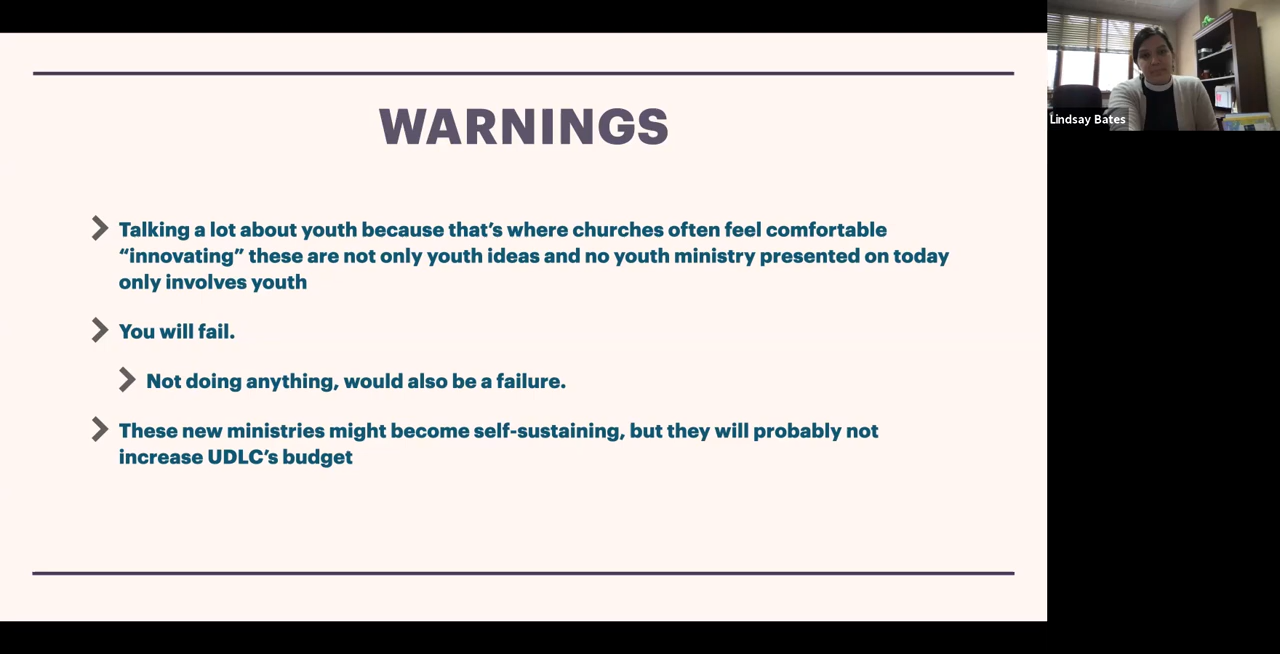 WARNINGS
Talking a lot about youth because that’s where churches often feel comfortable
“innovating” these are not only youth ideas and no youth ministry presented on today
only involves youth
You will fail.
Not doing anything, would also be a failure.
These new ministries might become self-sustaining, but they will probably not
increase UDLC’s budget
Lindsay Bates